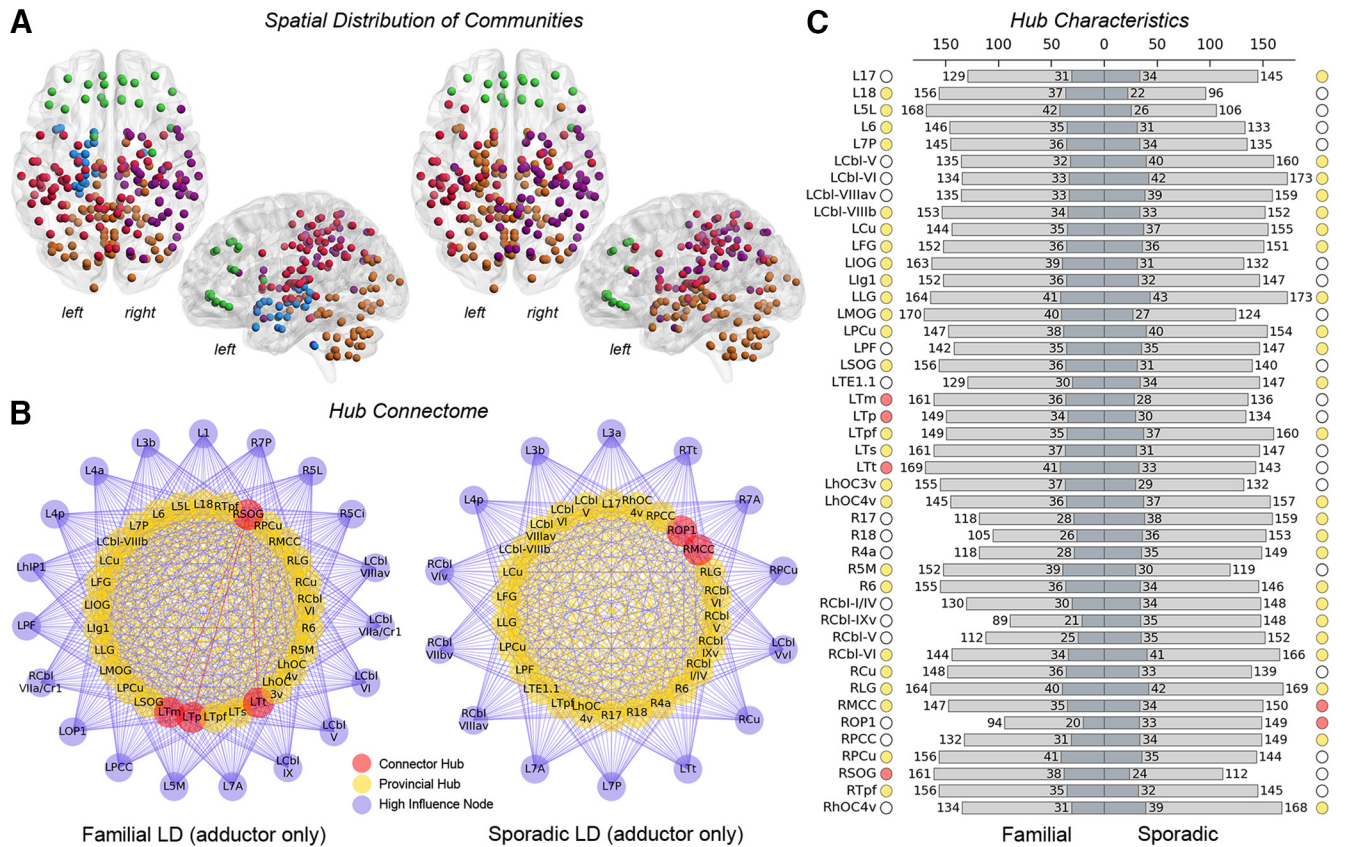 A
Spatial Distribution of Communities
left
right
left
left
right
left
B
Hub Connectome
L1
L3b
R7P
L4a
R5L
L4p
R5Ci
LhIP1
LCbl
VIIIav
LPF
LCbl
VIIa/Cr1
RCbl
VIIa/Cr1
LCbl
VI
LOP1
LCbl
V
LPCC
LCbl
IX
L5M
L7A
L18
RTpf
RSOG
RPCu
RMCC
RLG
RCu
RCbl
VI
R6
R5M
LhOC
4v
LhOC
3v
LTt
LTs
LTpf
LTp
LTm
LSOG
LPCu
LMOG
LLG
LIg1
LIOG
LFG
LCu
LCbl-VIIIb
L7P
L6
L5L
Connector Hub
Provincial Hub
High Influence Node
Familial LD (adductor only)
L3a
L3b
RTt
L4p
R7A
RCbl
VIv
RPCu
RCbl
VIIbv
LCbl
VvI
RCbl
VIIIav
RCu
L7A
LTt
L7P
L17
RhOC
4v
RPCC
ROP1
RMCC
RLG
RCbl
VI
RCbl
V
RCbl
IXv
RCbl
I/IV
R6
R4a
R18
R17
LhOC
4v
LTpf
LTE1.1
LPF
LPCu
LLG
LFG
LCu
LCbl-VIIIb
LCbl
VIIIav
LCbl
VI
LCbl
V
Sporadic LD (adductor only)
C
Hub Characteristics
150 100 50 0 50 100 150
L17 129 31 34 145
L18 156 37 22 96
L5L 168 42 26 106
L6 146 35 31 133
L7P 145 36 34 135
LCbl-V 135 32 40 160
LCbl-VI 134 33 42 173
LCbl-VIIIav 135 33 39 159
LCbl-VIIIb 153 34 33 152
LCu 144 35 37 155
LFG 152 36 36 151
LIOG 163 39 31 132
LIg1 152 36 32 147
LLG 164 41 43 173
LMOG 170 40 27 124
LPCu 147 38 40 154
LPF 142 35 35 147
LSOG 156 36 31 140
LTE1.1 129 30 34 147
LTm 161 36 28 136
LTp 149 34 30 134
LTpf 149 35 37 160
LTs 161 37 31 147
LTt 169 41 33 143
LhOC3v 155 37 29 132
LhOC4v 145 36 37 157
R17 118 28 38 159
R18 105 26 36 153
R4a 118 28 35 149
R5M 152 39 30 119
R6 155 36 34 146
RCbl-I/IV 130 30 34 148
RCbl-IXv 89 21 35 148
RCbl-V 112 25 35 152
RCbl-VI 144 34 41 166
RCu 148 36 33 139
RLG 164 40 42 169
RMCC 147 35 34 150
ROP1 94 20 33 149
RPCC 132 31 34 149
RPCu 156 41 35 144
RSOG 161 38 24 112
RTpf 156 35 32 145
RhOC4v 134 31 39 168
Familial Sporadic